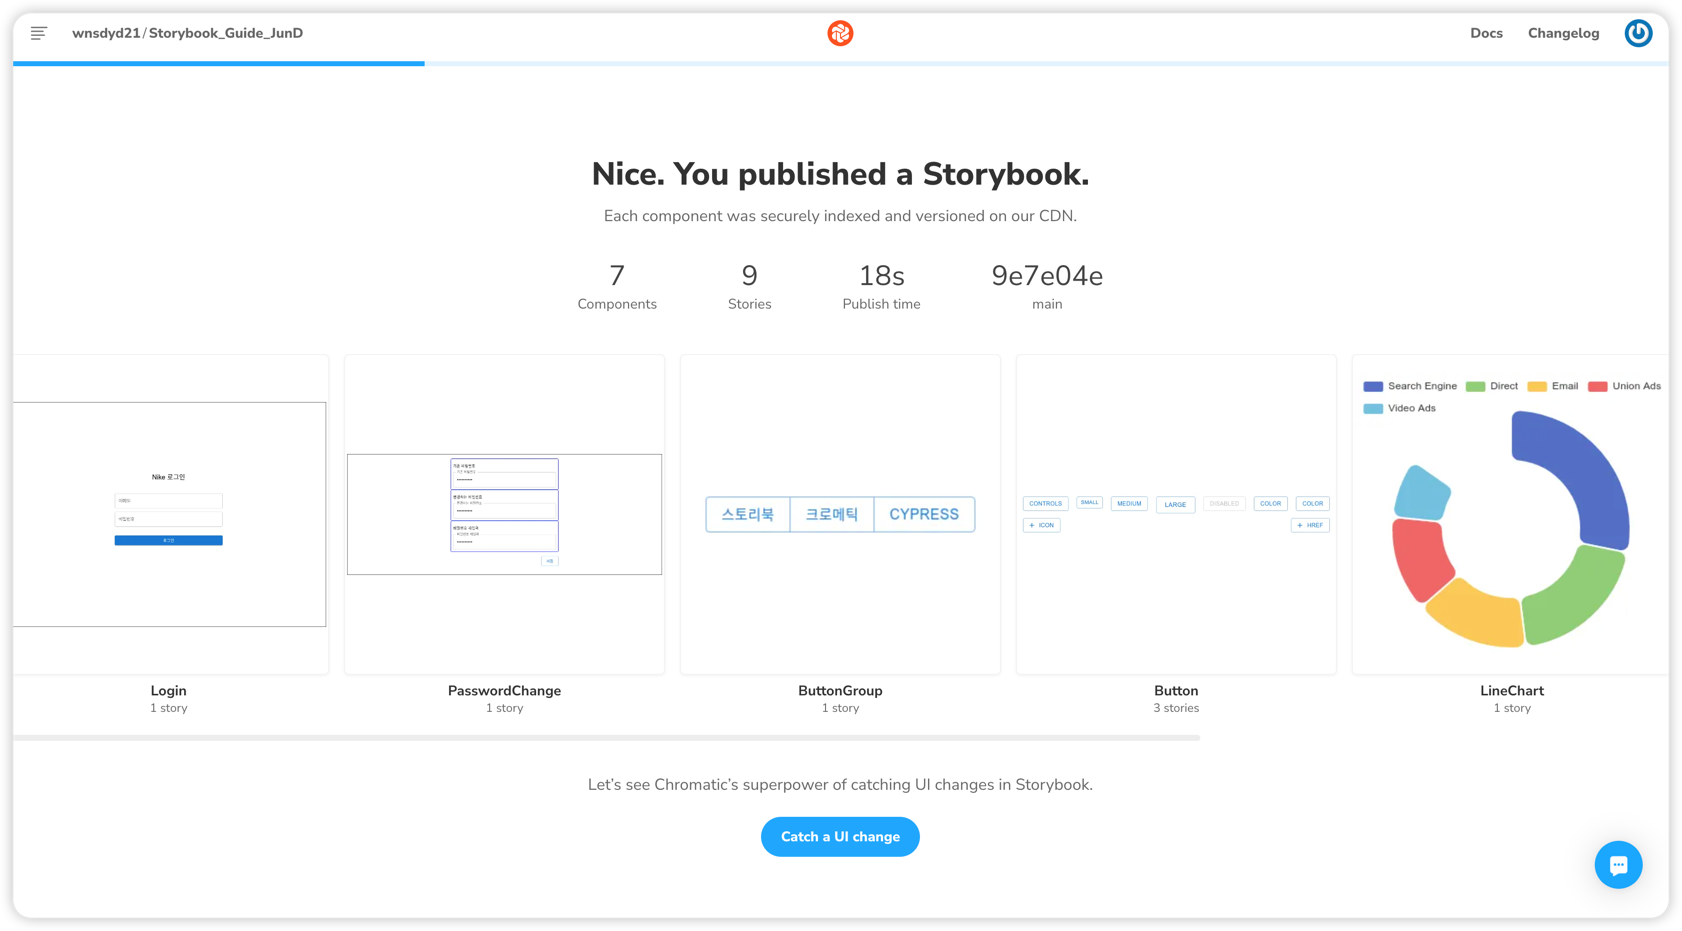 wnsdyd21 / Storybook_Guide_JunD
Docs
Changelog
Nice. You published a Storybook.
Each component was securely indexed and versioned on our CDN.
7
Components
9
Stories
18s
Publish time
9e7e04e
main
Nike 로그인
로그인
스토리북
크로메틱
CYPRESS
CONTROLS
SMALL
MEDIUM
LARGE
DISABLED
COLOR
COLOR
+ ICON
+ HREF
Search Engine
Direct
Email
Union Ads
Video Ads
Login
1 story
PasswordChange
1 story
ButtonGroup
1 story
Button
3 stories
LineChart
1 story
Let’s see Chromatic’s superpower of catching UI changes in Storybook.
Catch a UI change